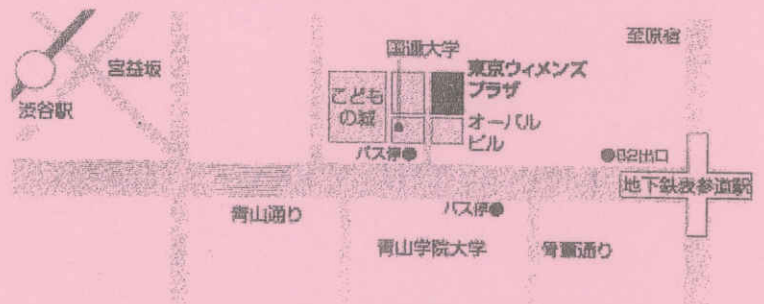 宮益坂
渋谷駅
国連大学
こども
の城
東京ウィメンズ
プラザ
オーバル
ビル
至原宿
バス停
B2出口
地下鉄表参道駅
青山通り
バス停
青山学院大学
骨董通り